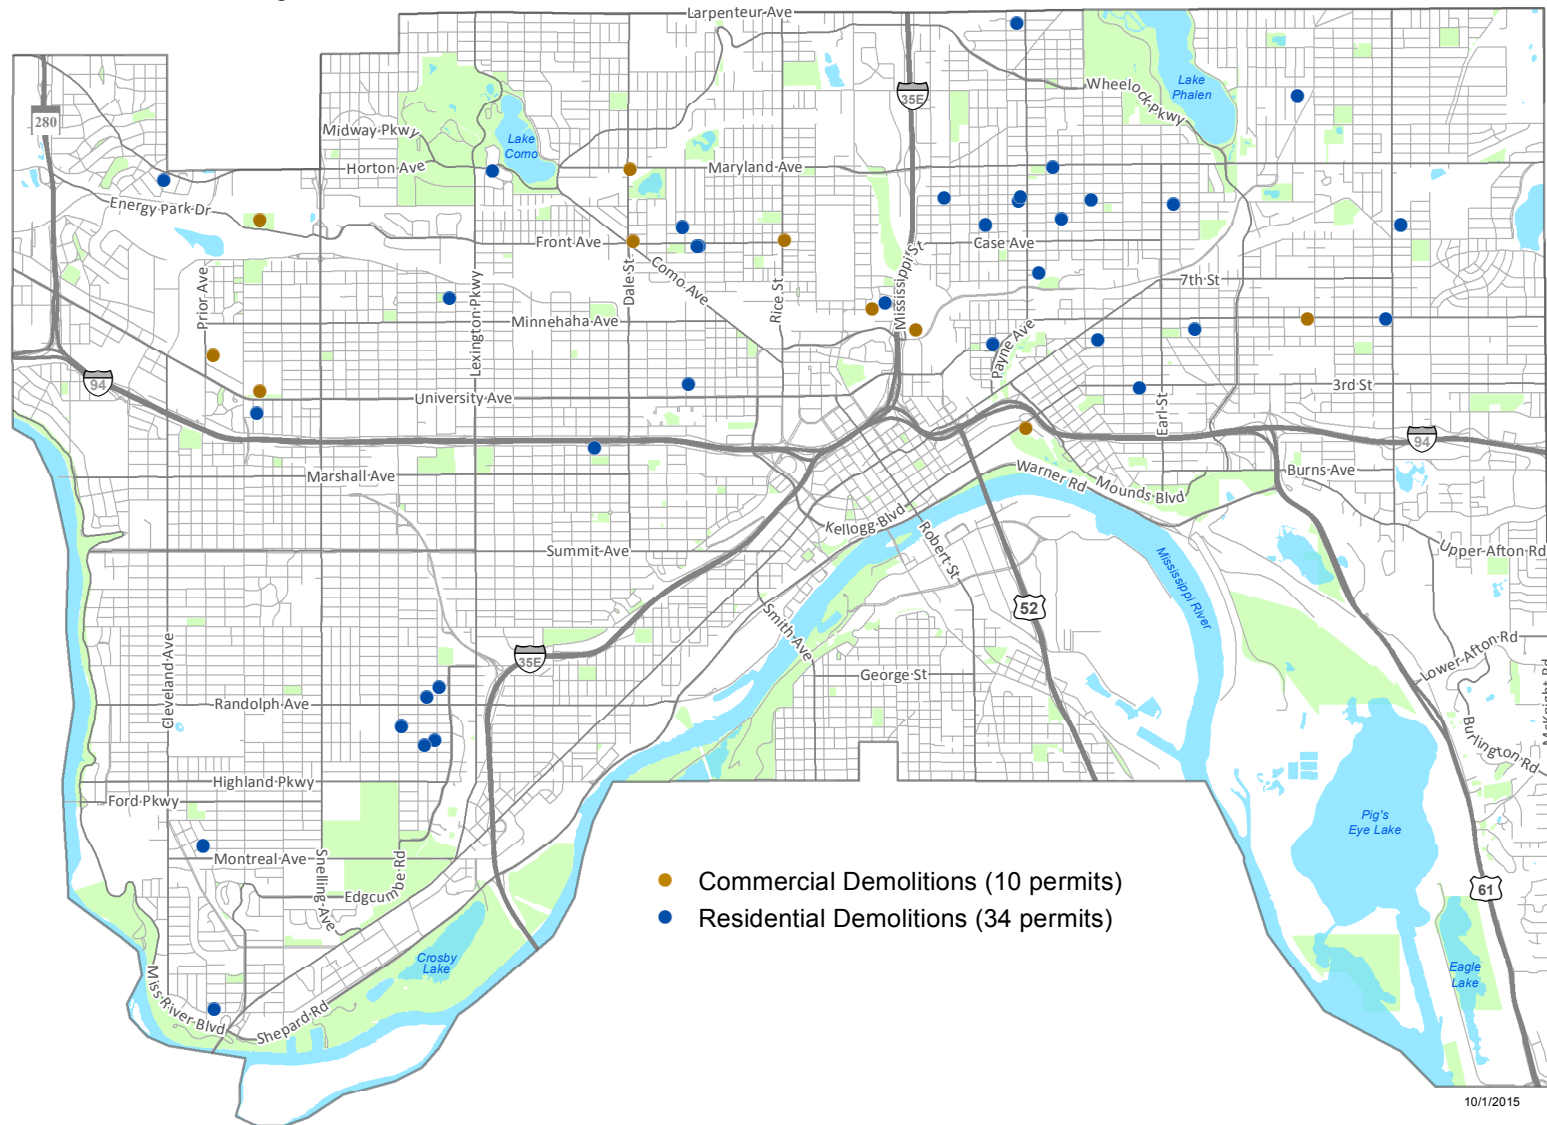 Larpenteur Ave
35E
Wheelock Pkwy
Lake
Phalen
280
Midway Pkwy
Lake
Como
Horton Ave
Maryland Ave
Energy Park Dr
Front Ave
Case Ave
Mississippi St
Como Ave
Dale St
Rice St
7th St
Prior Ave
Lexington Pkwy
Minnehaha Ave
Payne Ave
94
University Ave
3rd St
Earl St
94
Marshall Ave
Burns Ave
Warner Rd
Mounds Blvd
Kellogg Blvd
Robert St
Summit Ave
Upper Afton Rd
Mississippi River
52
Smith Ave
Cleveland Ave
35E
George St
Lower Afton Rd
McKnight Rd
Randolph Ave
Burlington Rd
Highland Pkwy
Ford Pkwy
Pig's
Eye Lake
Montreal Ave
Snelling Ave
Edgcumbe Rd
Commercial Demolitions (10 permits)
Residential Demolitions (34 permits)
61
Crosby
Lake
Eagle
Lake
Miss River Blvd
Shepard Rd
10/1/2015